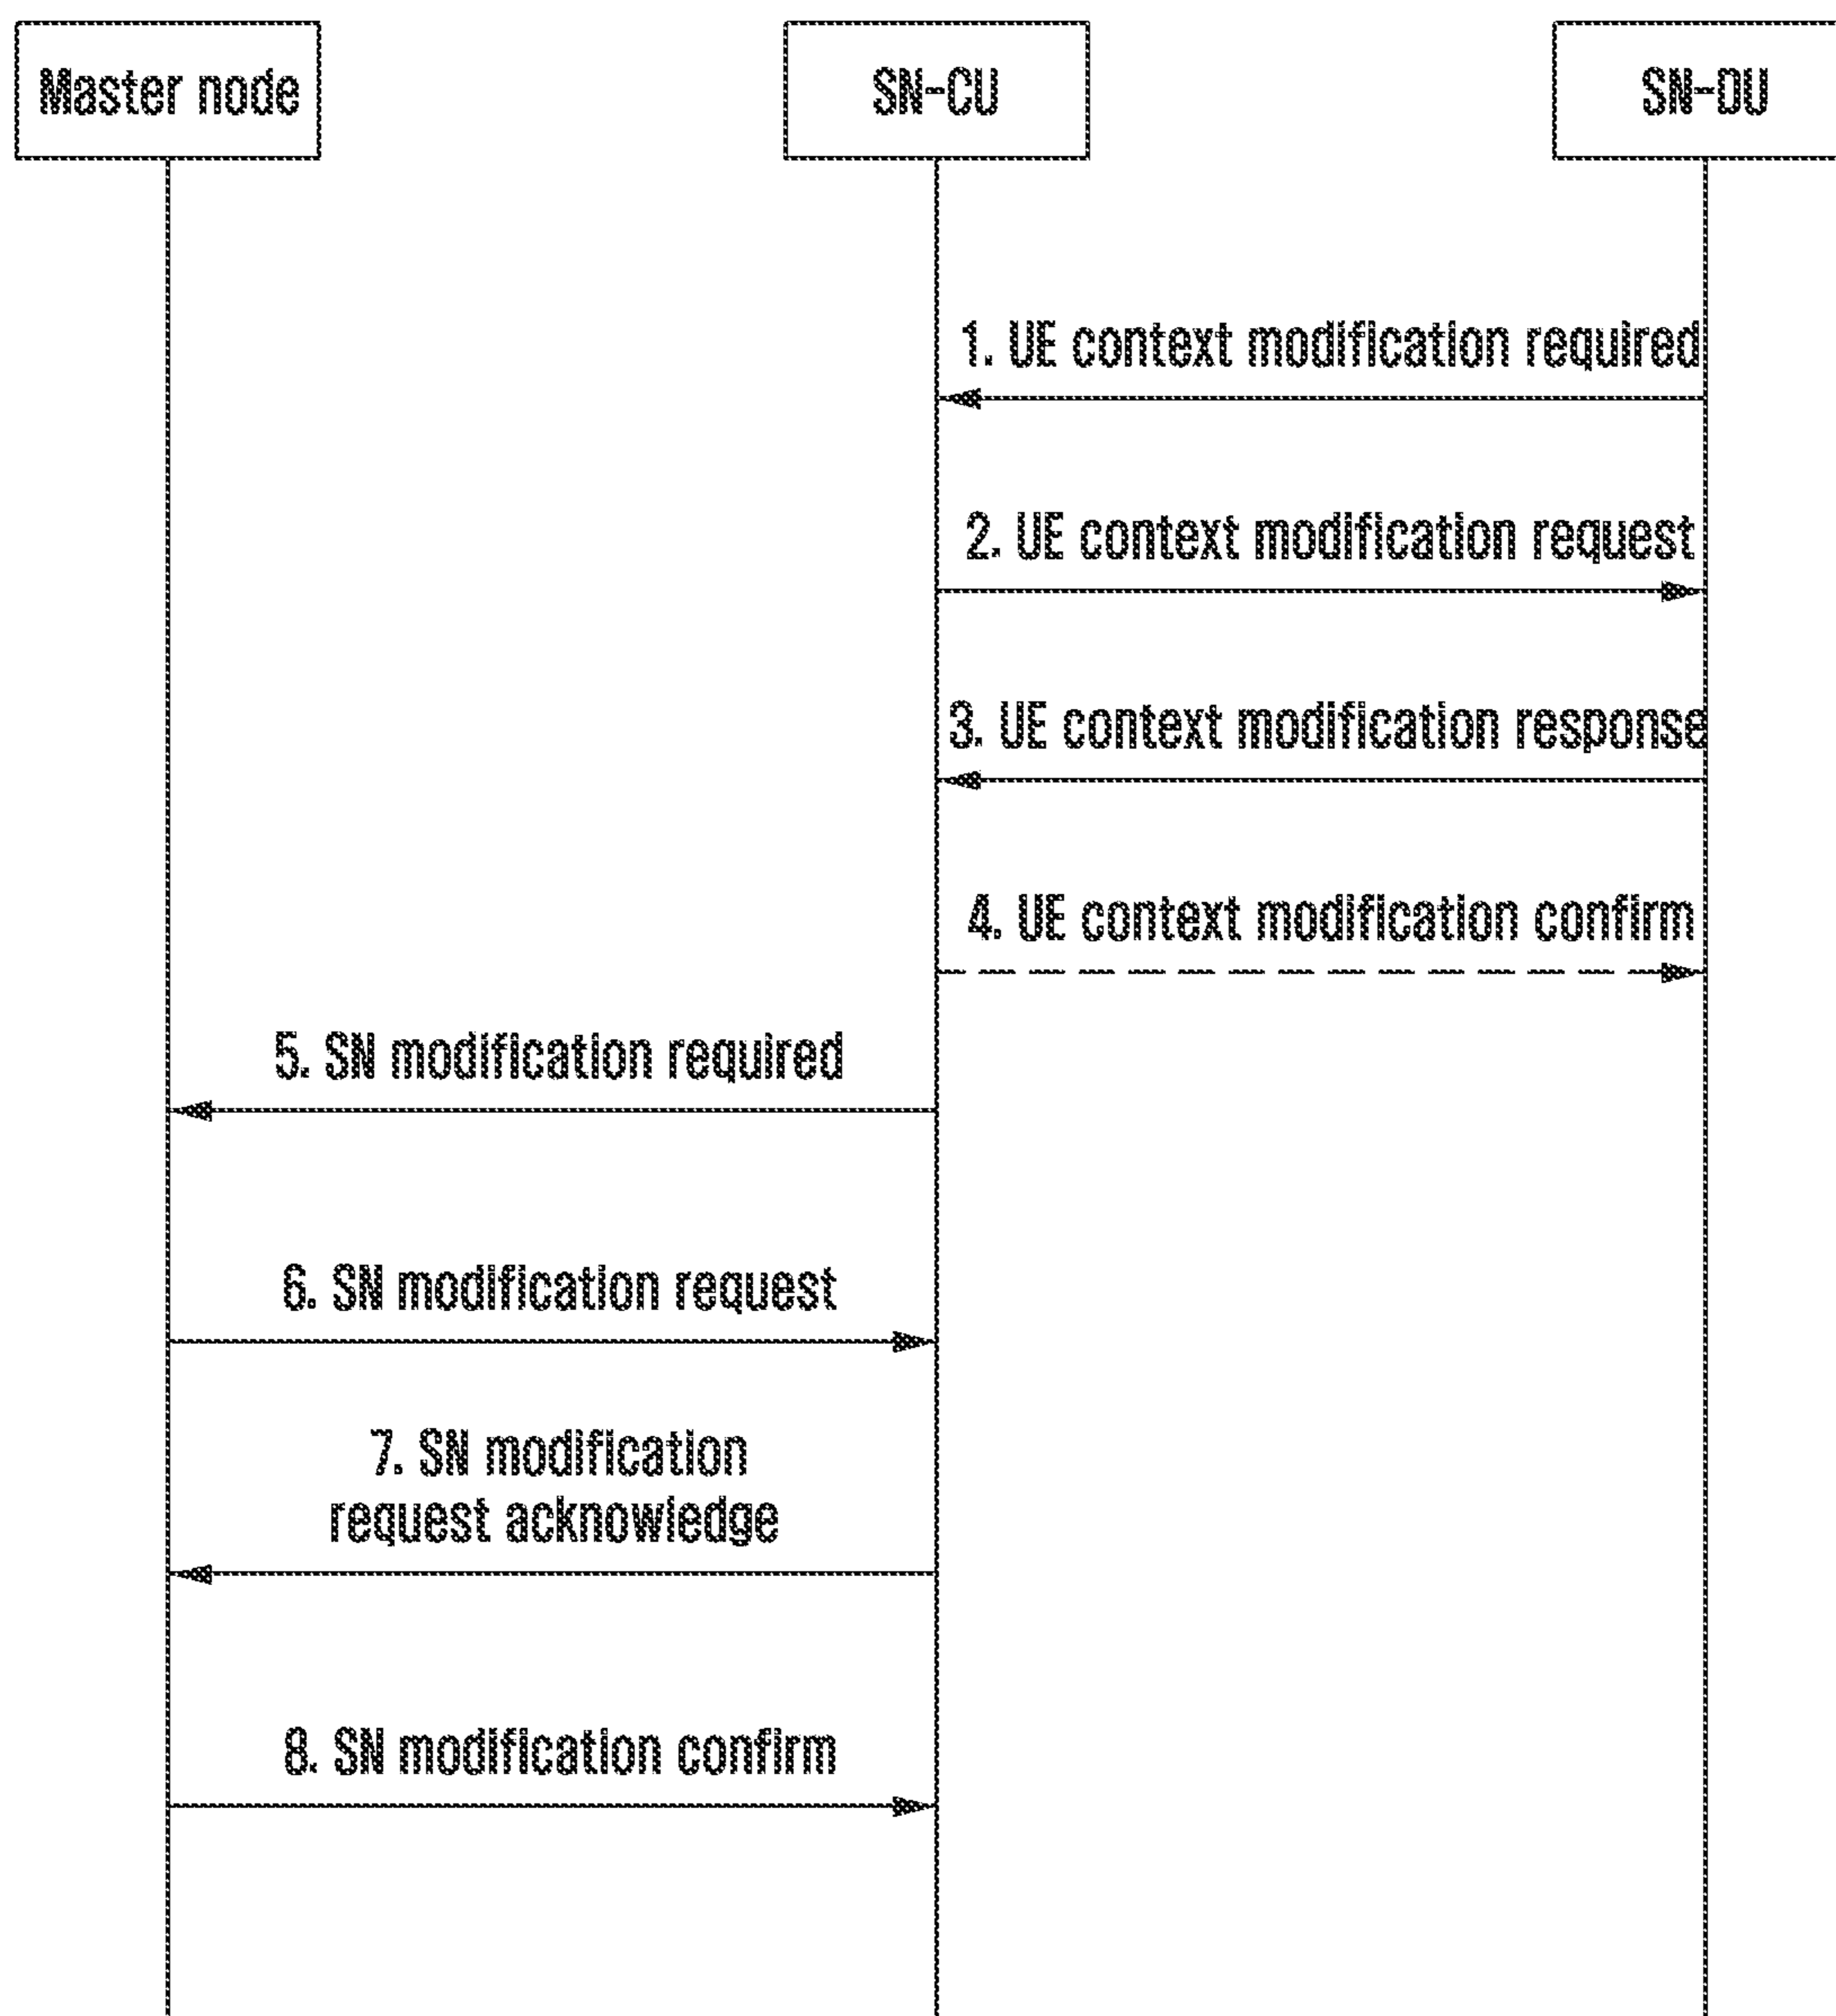 Master node
SN-CU
SN-DU
1. UE context modification required
2. UE context modification request
3. UE context modification response
4. UE context modification confirm
5. SN modification required
6. SN modification request
7. SN modification
request acknowledge
8. SN modification confirm